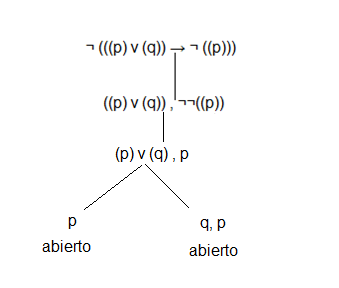 ¬ (((p) v (q)) → ¬ ((p)))
((p) v (q)) , ¬¬((p))
(p) v (q) , p
p q, p
abierto abierto